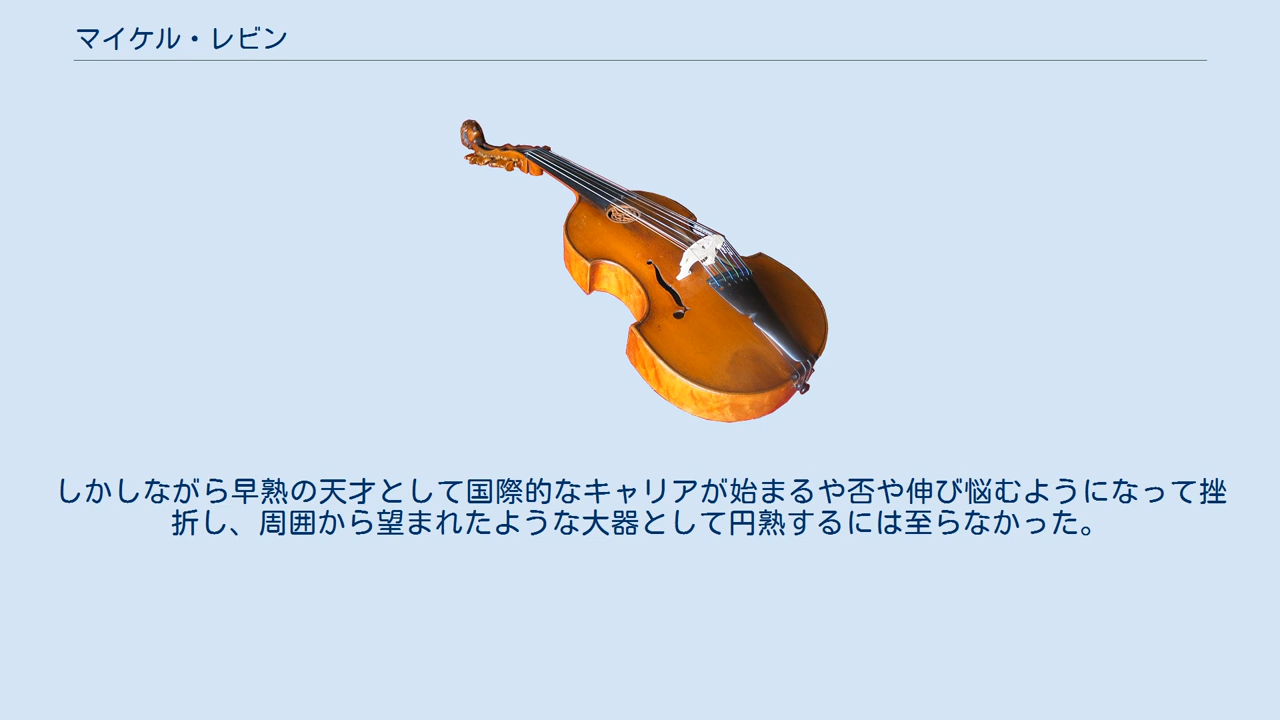 マイケル・レビン
しかしながら早熟の天才として国際的なキャリアが始まるや否や伸び悩むようになって挫
折し、周囲から望まれたような大器として円熟するには至らなかった。